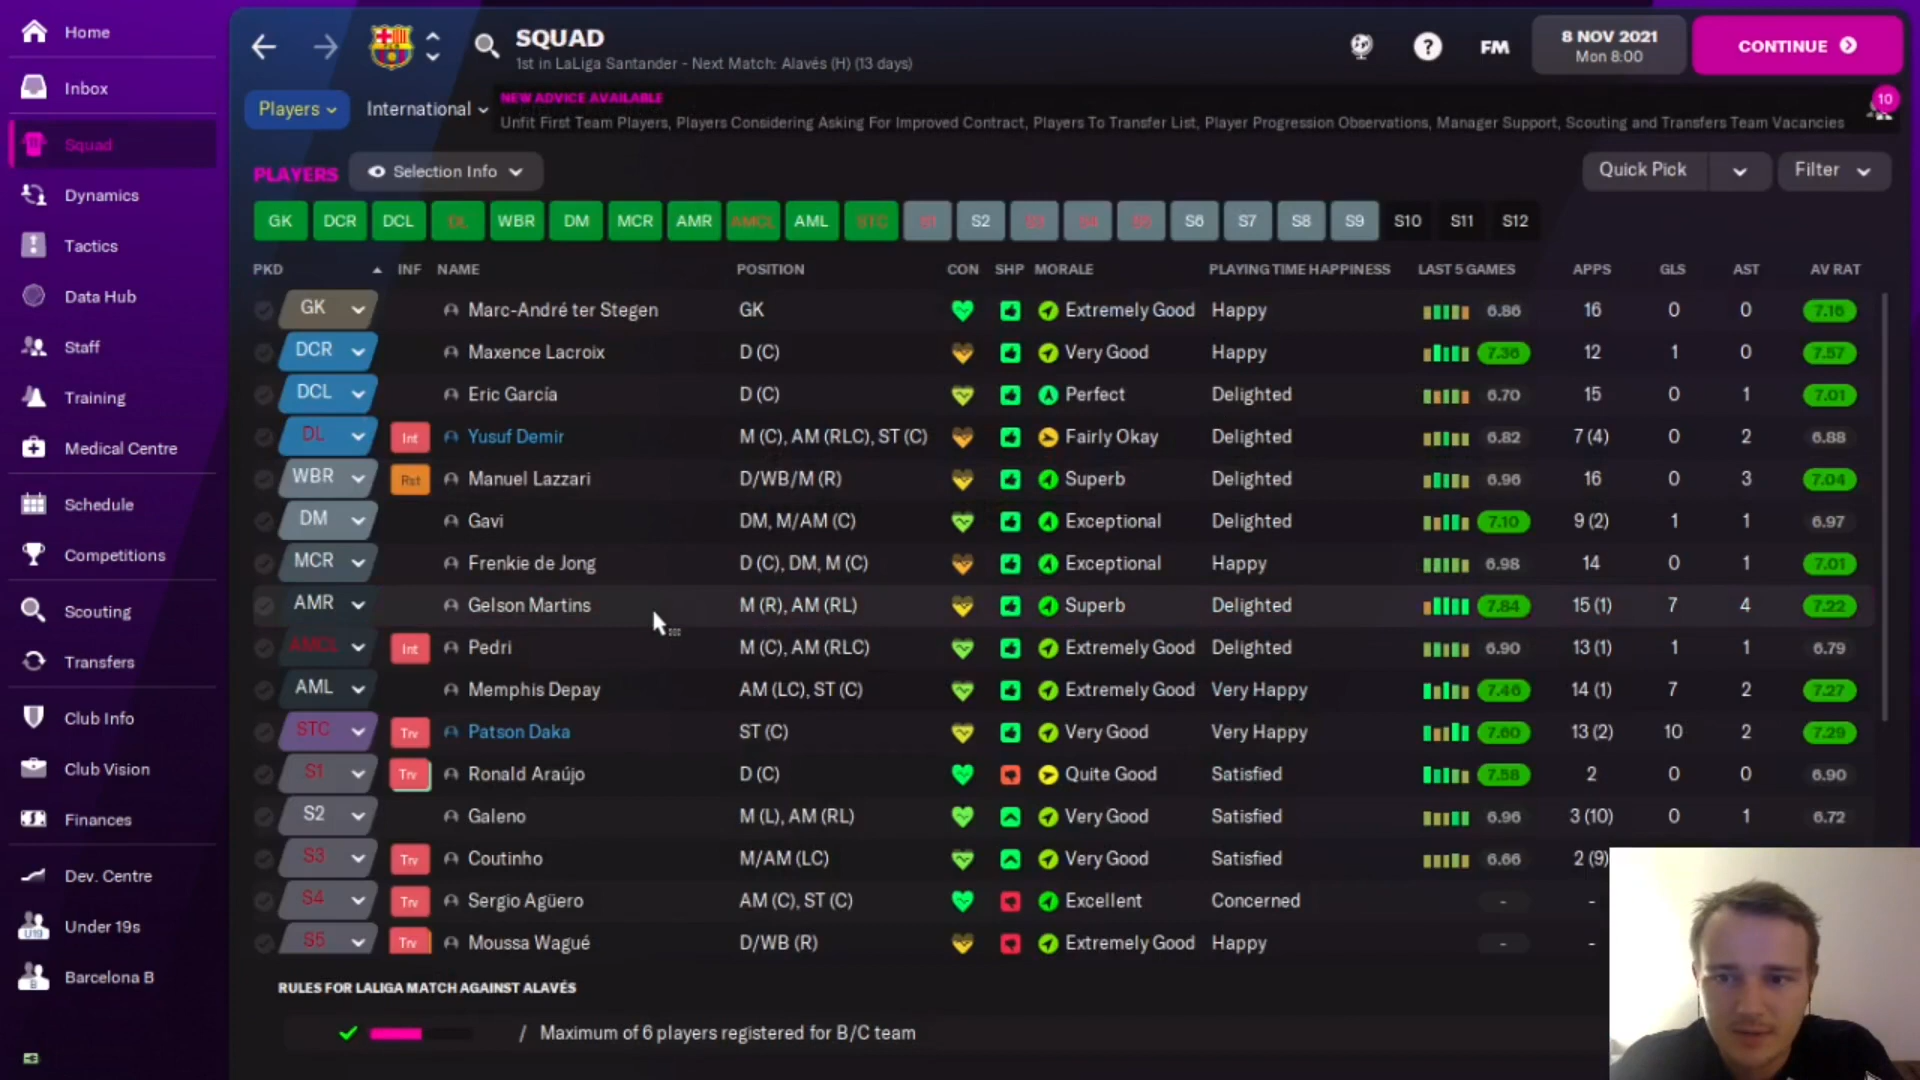 Home
Inbox
Squad
Dynamics
Tactics
Data Hub
Staff
Training
Medical Centre
Schedule
Competitions
Scouting
Transfers
Club Info
Club Vision
Finances
Dev. Centre
Under 19s
Barcelona B
SQUAD
1st in LaLiga Santander - Next Match: Alavés (H) (13 days)
FM
8 NOV 2021
Mon 8:00
CONTINUE
Players
International
NEW ADVICE AVAILABLE
Unfit First Team Players, Players Considering Asking For Improved Contract, Players To Transfer List, Player Progression Observations, Manager Support, Scouting and Transfers Team Vacancies
10
PLAYERS Selection Info Quick Pick Filter
GK DCR DCL DL WBR DM MCR AMR AMCL AML STC S1 S2 S3 S4 S5 S6 S7 S8 S9 S10 S11 S12
PKD INF NAME POSITION CON SHP MORALE PLAYING TIME HAPPINESS LAST 5 GAMES APPS GLS AST AV RAT
GK Marc-André ter Stegen GK Extremely Good Happy 6.86 16 0 0 7.16
DCR Maxence Lacroix D (C) Very Good Happy 7.36 12 1 0 7.57
DCL Eric García D (C) Perfect Delighted 6.70 15 0 1 7.01
DL Int Yusuf Demir M (C), AM (RLC), ST (C) Fairly Okay Delighted 6.82 7 (4) 0 2 6.88
WBR Rst Manuel Lazzari D/WB/M (R) Superb Delighted 6.96 16 0 3 7.04
DM Gavi DM, M/AM (C) Exceptional Delighted 7.10 9 (2) 1 1 6.97
MCR Frenkie de Jong D (C), DM, M (C) Exceptional Happy 6.98 14 0 1 7.01
AMR Gelson Martins M (R), AM (RL) Superb Delighted 7.84 15 (1) 7 4 7.22
AMCL Int Pedri M (C), AM (RLC) Extremely Good Delighted 6.90 13 (1) 1 1 6.79
AML Memphis Depay AM (LC), ST (C) Extremely Good Very Happy 7.46 14 (1) 7 2 7.27
STC Trv Patson Daka ST (C) Very Good Very Happy 7.60 13 (2) 10 2 7.29
S1 Trv Ronald Araújo D (C) Quite Good Satisfied 7.58 2 0 0 6.90
S2 Galeno M (L), AM (RL) Very Good Satisfied 6.96 3 (10) 0 1 6.72
S3 Trv Coutinho M/AM (LC) Very Good Satisfied 6.66 2 (9)
S4 Trv Sergio Agüero AM (C), ST (C) Excellent Concerned - -
S5 Trv Moussa Wagué D/WB (R) Extremely Good Happy - -
RULES FOR LALIGA MATCH AGAINST ALAVÉS
/ Maximum of 6 players registered for B/C team